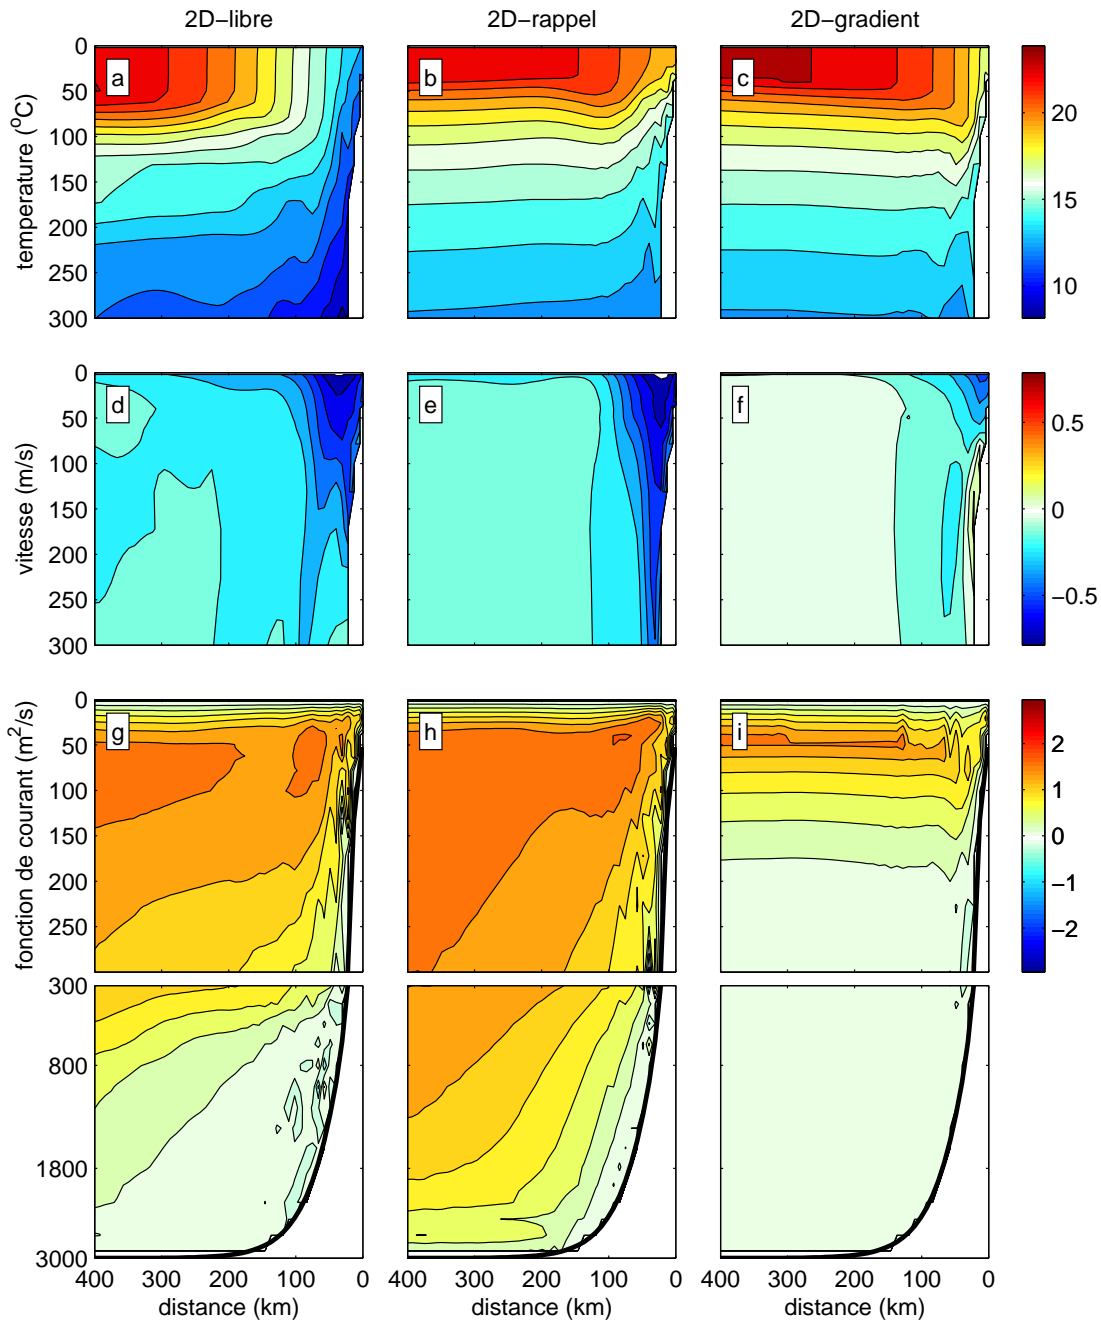 2D−libre 2D−rappel 2D−gradient
temperature (°C)
0
50
100
150
200
250
300
a
b
c
20
15
10
vitesse (m/s)
0
50
100
150
200
250
300
d
e
f
0.5
0
−0.5
fonction de courant (m²/s)
0
50
100
150
200
250
g
h
i
2
1
0
−1
−2
300
800
1800
3000
400 300 200 100 0 400 300 200 100 0 400 300 200 100 0
distance (km) distance (km) distance (km)